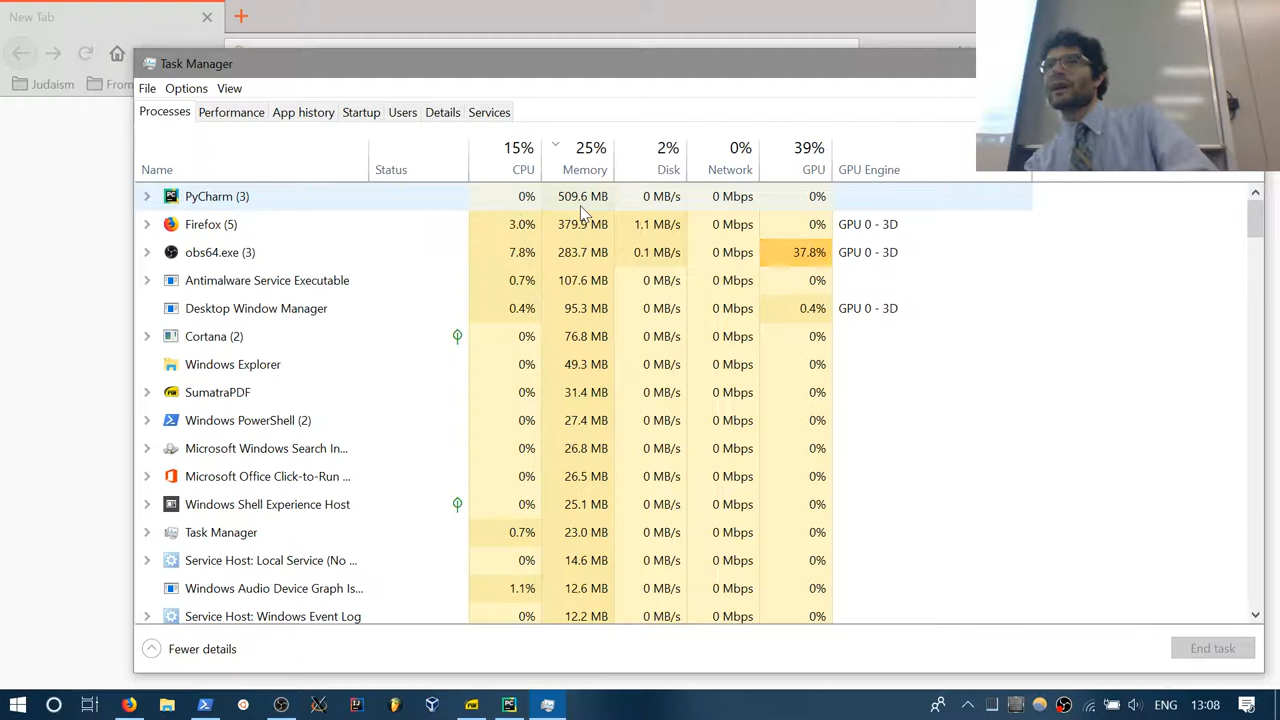 New Tab
Judaism
From
Task Manager
File Options View
Processes Performance App history Startup Users Details Services
15% 25% 2% 0% 39%
Name Status CPU Memory Disk Network GPU GPU Engine
PyCharm (3) 0% 509.6 MB 0 MB/s 0 Mbps 0%
Firefox (5) 3.0% 379.9 MB 1.1 MB/s 0 Mbps 0% GPU 0 - 3D
obs64.exe (3) 7.8% 283.7 MB 0.1 MB/s 0 Mbps 37.8% GPU 0 - 3D
Antimalware Service Executable 0.7% 107.6 MB 0 MB/s 0 Mbps 0%
Desktop Window Manager 0.4% 95.3 MB 0 MB/s 0 Mbps 0.4% GPU 0 - 3D
Cortana (2) 0% 76.8 MB 0 MB/s 0 Mbps 0%
Windows Explorer 0% 49.3 MB 0 MB/s 0 Mbps 0%
SumatraPDF 0% 31.4 MB 0 MB/s 0 Mbps 0%
Windows PowerShell (2) 0% 27.4 MB 0 MB/s 0 Mbps 0%
Microsoft Windows Search In... 0% 26.8 MB 0 MB/s 0 Mbps 0%
Microsoft Office Click-to-Run ... 0% 26.5 MB 0 MB/s 0 Mbps 0%
Windows Shell Experience Host 0% 25.1 MB 0 MB/s 0 Mbps 0%
Task Manager 0.7% 23.0 MB 0 MB/s 0 Mbps 0%
Service Host: Local Service (No ... 0% 14.6 MB 0 MB/s 0 Mbps 0%
Windows Audio Device Graph Is... 1.1% 12.6 MB 0 MB/s 0 Mbps 0%
Service Host: Windows Event Log 0% 12.2 MB 0 MB/s 0 Mbps 0%
Fewer details End task
ENG 13:08